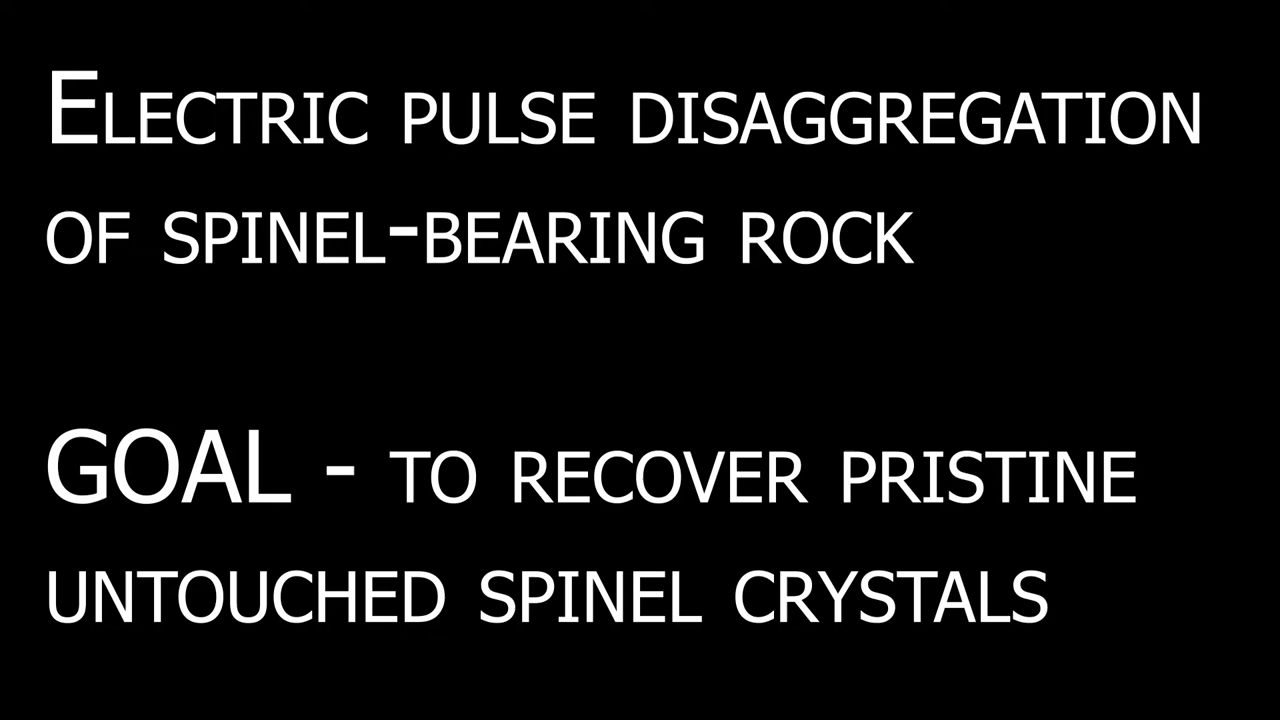 Electric pulse disaggregation
of spinel-bearing rock
GOAL - to recover pristine
untouched spinel crystals